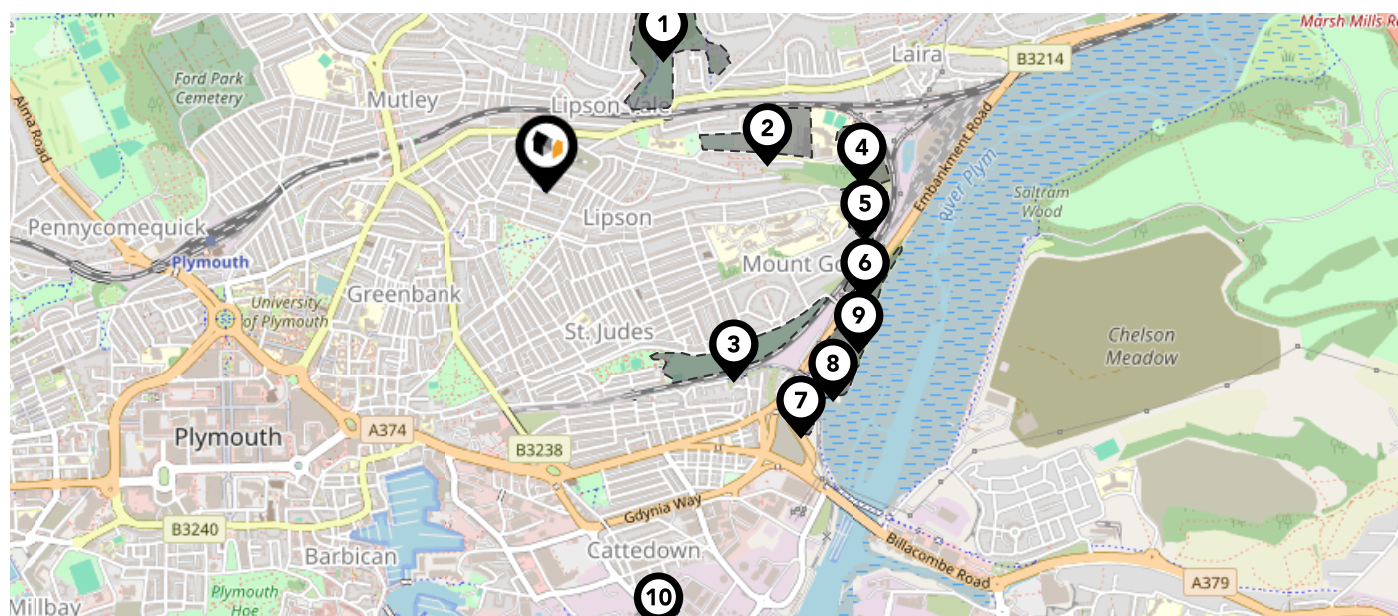 1
Marsh Mills R
Laira
B3214
Ford Park
Cemetery
Mutley
Lipson Vale
2
4
Alma Road
Embankment Road
River Plym
5
Saltram
Wood
Lipson
Pennycomequick
Plymouth
Mount Go
6
Greenbank
University
of Plymouth
9
St. Judes
3
Chelson
Meadow
8
7
Plymouth
A374
B3238
Gdynia Way
B3240
Barbican
Cattedown
Billacombe Road
A379
10
Plymouth
Hoe
Millbay